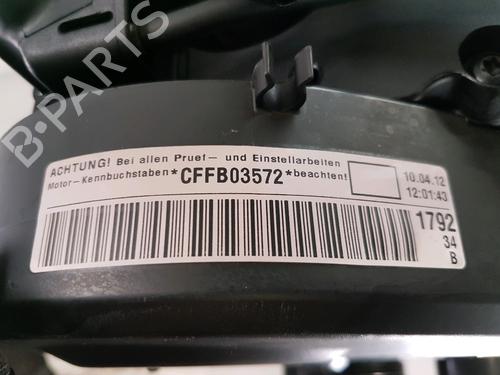 B-PARTS
ACHTUNG! Bei allen Pruef- und Einstellarbeiten
Motor-Kennbuchstaben *CFFB03572* beachten!
10.04.12
12:01:43
1792
34
B